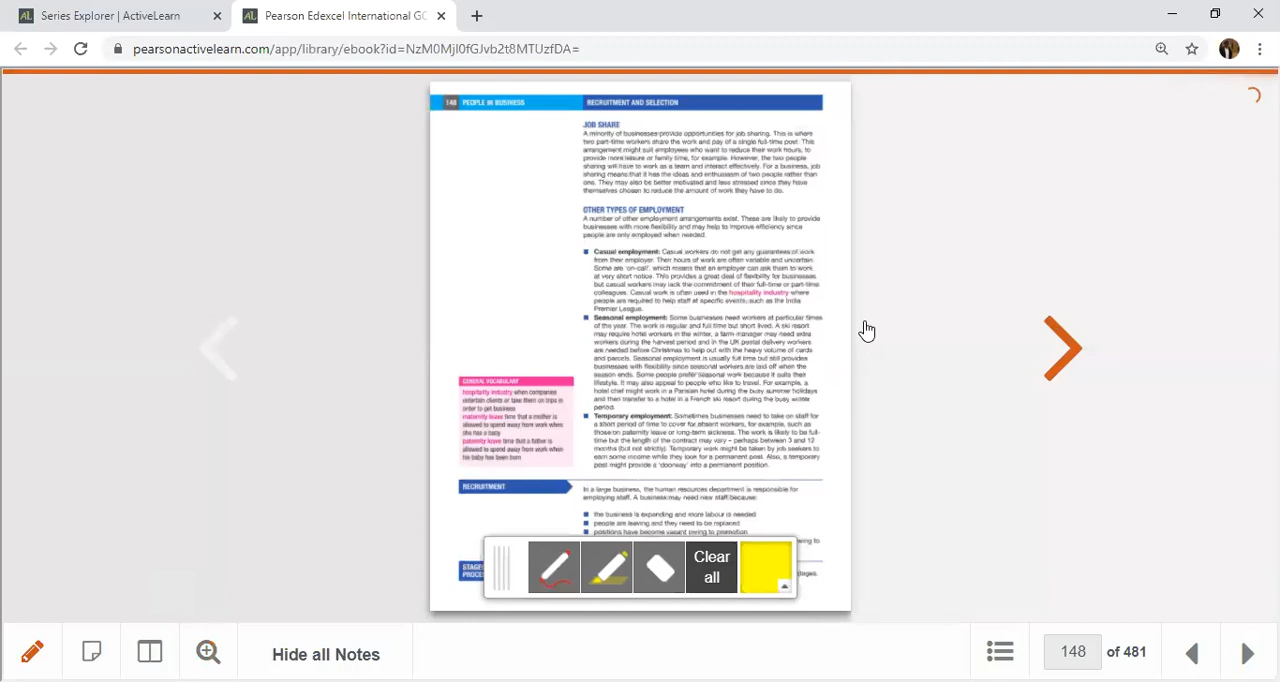 Series Explorer | ActiveLearn
Pearson Edexcel International GC
pearsonactivelearn.com/app/library/ebook?id=NzM0MjI0fGJvb2t8MTUzfDA=
148 PEOPLE IN BUSINESS
RECRUITMENT AND SELECTION
JOB SHARE
A minority of businesses provide opportunities for job sharing. This is where
two part-time workers share the work and pay of a single full-time post. This
arrangement might suit employees who want to reduce their work hours, to
provide more leisure or family time, for example. However, the two people
sharing will have to work as a team and interact effectively. For a business, job
sharing means that it has the ideas and enthusiasm of two people rather than
one. They may also be better motivated and less stressed since they have
themselves chosen to reduce the amount of work they have to do.
OTHER TYPES OF EMPLOYMENT
A number of other employment arrangements exist. These are likely to provide
businesses with more flexibility and may help to improve efficiency since
people are only employed when needed.
Casual employment: Casual workers do not get any guarantees of work
from their employer. Their hours of work are often variable and uncertain.
Some are 'on-call', which means that an employer can ask them to work
at very short notice. This provides a great deal of flexibility for businesses
but casual workers may lack the commitment of their full-time or part-time
colleagues. Casual work is often used in the hospitality industry where
people are required to help staff at specific events, such as the India
Premier League.
Seasonal employment: Some businesses need workers at particular times
of the year. The work is regular and full time but short lived. A ski resort
may require hotel workers in the winter, a farm manager may need extra
workers during the harvest period and in the UK postal delivery workers
are needed before Christmas to help out with the heavy volume of cards
and parcels. Seasonal employment is usually full time but still provides
businesses with flexibility since seasonal workers are laid off when the
season ends. Some people prefer seasonal work because it suits their
lifestyle. It may also appeal to people who like to travel. For example, a
hotel chef might work in a Parisian hotel during the busy summer holidays
and then transfer to a hotel in a French ski resort during the busy winter
period.
Temporary employment: Sometimes businesses need to take on staff for
a short period of time to cover for absent workers, for example, such as
those on paternity leave or long-term sickness. The work is likely to be full-
time but the length of the contract may vary – perhaps between 3 and 12
months (but not strictly). Temporary work might be taken by job seekers to
earn some income while they look for a permanent post. Also, a temporary
post might provide a 'doorway' into a permanent position.
GENERAL VOCABULARY
hospitality industry when companies
entertain clients or take them on trips in
order to get business
maternity leave time that a mother is
allowed to spend away from work when
she has a baby
paternity leave time that a father is
allowed to spend away from work when
his baby has been born
RECRUITMENT
In a large business, the human resources department is responsible for
employing staff. A business may need new staff because:
the business is expanding and more labour is needed
people are leaving and they need to be replaced
positions have become vacant owing to promotion
ing to
STAGES
PROCE
stages.
Clear
all
Hide all Notes
148 of 481